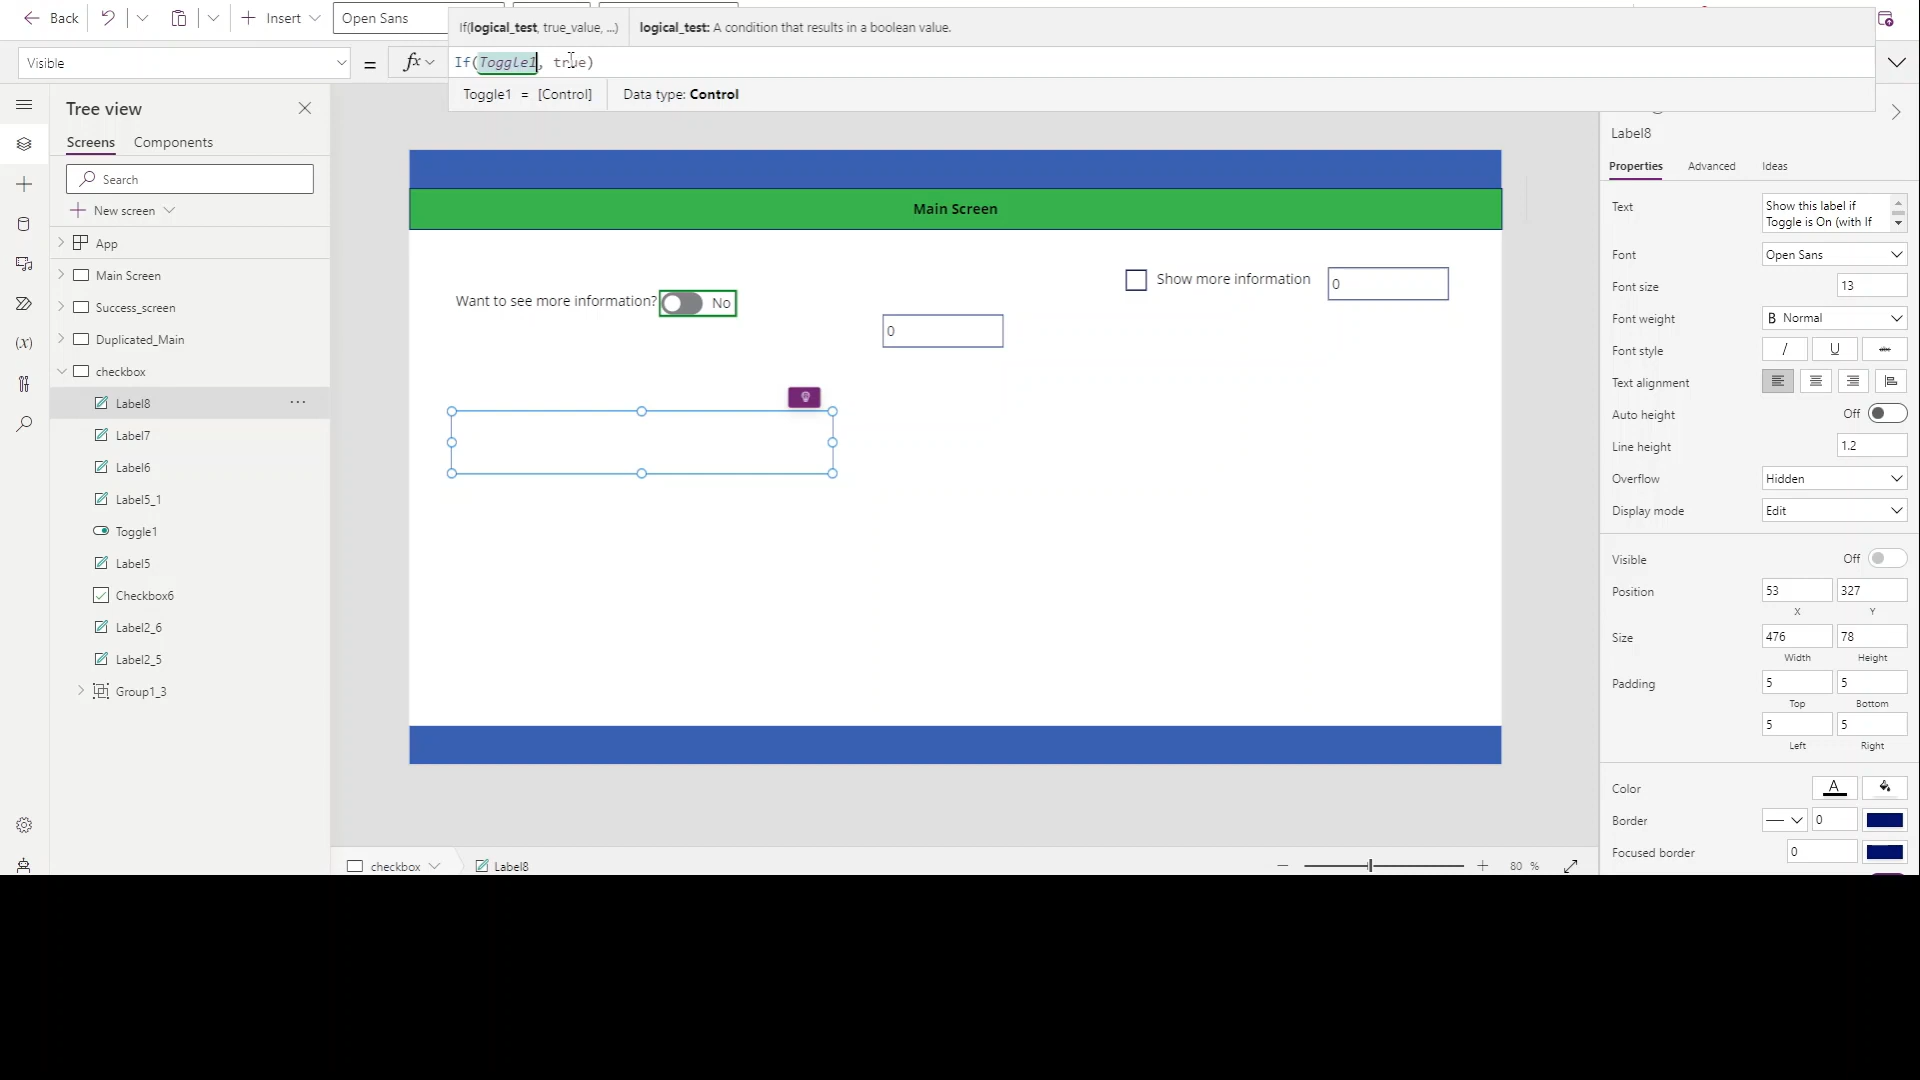 Back
Insert
Open Sans
If(logical_test, true_value, ...)
logical_test: A condition that results in a boolean value.
Visible
=
fx
If(Toggle1, true)
Toggle1 = [Control]
Data type: Control
Tree view
Screens
Components
Search
New screen
App
Main Screen
Success_screen
Duplicated_Main
checkbox
Label8
Label7
Label6
Label5_1
Toggle1
Label5
Checkbox6
Label2_6
Label2_5
Group1_3
Main Screen
Want to see more information?
No
0
Show more information
0
checkbox
Label8
80 %
Label8
Properties
Advanced
Ideas
Text
Show this label if
Toggle is On (with If
Font
Open Sans
Font size
13
Font weight
B Normal
Font style
Text alignment
Auto height
Off
Line height
1.2
Overflow
Hidden
Display mode
Edit
Visible
Off
Position
53
327
X
Y
Size
476
78
Width
Height
Padding
5
5
Top
Bottom
5
5
Left
Right
Color
Border
0
Focused border
0